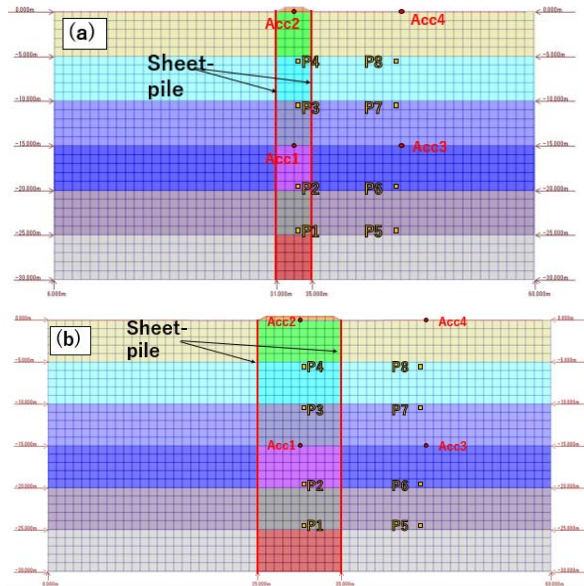 (a)
0.000m
Acc2
Acc4
0.000m
Sheet-
pile
P4
P8
-5.000m
-5.000m
-10.000m
P3
P7
-10.000m
-15.000m
Acc1
Acc3
-15.000m
-20.000m
P2
P6
-20.000m
-25.000m
P1
P5
-25.000m
-30.000m
-30.000m
31.000m
35.000m
(b)
0.000m
Acc2
Acc4
0.000m
Sheet-
pile
-5.000m
P4
P8
-5.000m
-10.000m
P3
P7
-10.000m
-15.000m
Acc1
Acc3
-15.000m
-20.000m
P2
P6
-20.000m
-25.000m
P1
P5
-25.000m